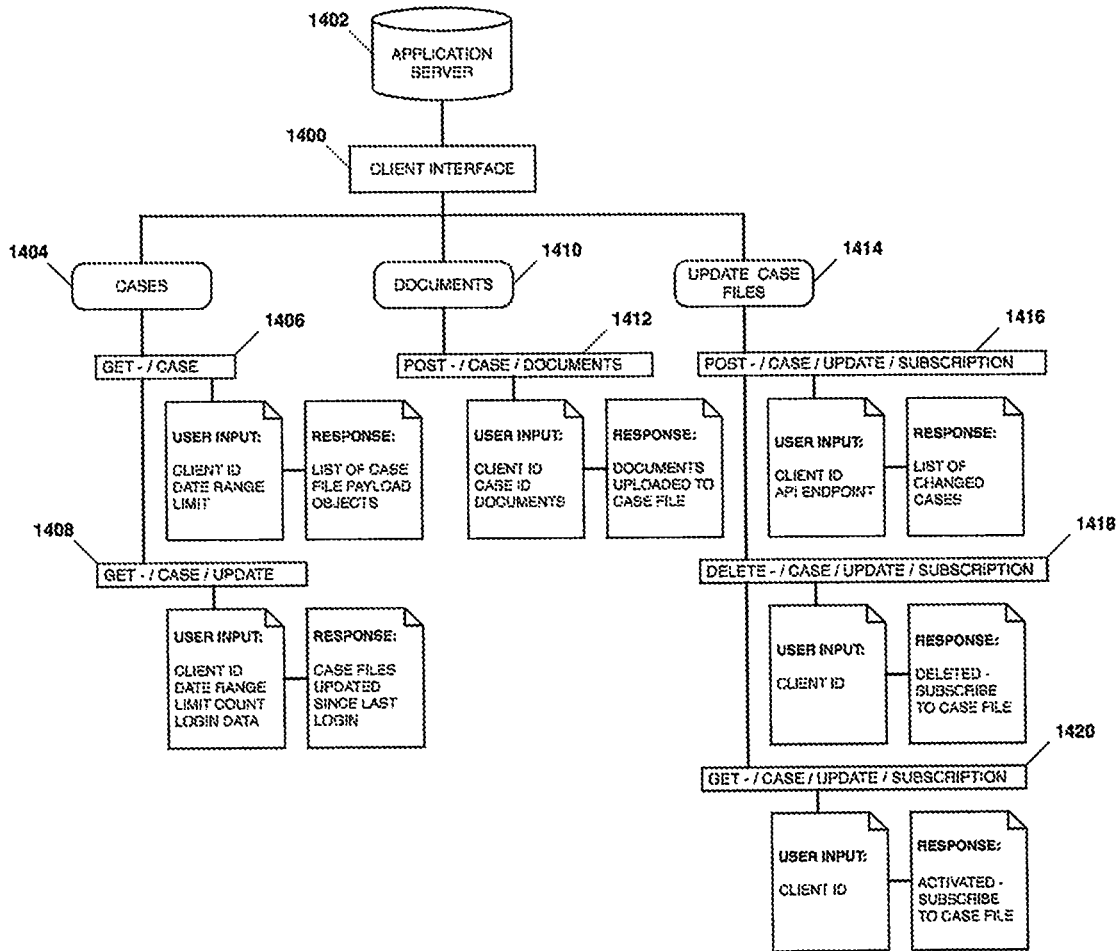 1402
APPLICATION
SERVER
1400
CLIENT INTERFACE
1404
CASES
1410
DOCUMENTS
1414
UPDATE CASE
FILES
1406
GET - / CASE
1412
POST - / CASE / DOCUMENTS
1416
POST - / CASE / UPDATE / SUBSCRIPTION
USER INPUT:
CLIENT ID
DATE RANGE
LIMIT
RESPONSE:
LIST OF CASE
FILE PAYLOAD
OBJECTS
USER INPUT:
CLIENT ID
CASE ID
DOCUMENTS
RESPONSE:
DOCUMENTS
UPLOADED TO
CASE FILE
USER INPUT:
CLIENT ID
API ENDPOINT
RESPONSE:
LIST OF
CHANGED
CASES
1408
GET - / CASE / UPDATE
1418
DELETE - / CASE / UPDATE / SUBSCRIPTION
USER INPUT:
CLIENT ID
DATE RANGE
LIMIT COUNT
LOGIN DATA
RESPONSE:
CASE FILES
UPDATED
SINCE LAST
LOGIN
USER INPUT:
CLIENT ID
RESPONSE:
DELETED -
SUBSCRIBE
TO CASE FILE
1420
GET - / CASE / UPDATE / SUBSCRIPTION
USER INPUT:
CLIENT ID
RESPONSE:
ACTIVATED -
SUBSCRIBE
TO CASE FILE